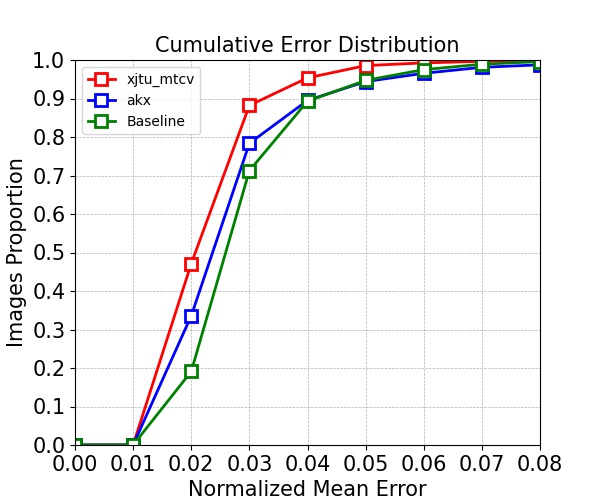 Cumulative Error Distribution
xjtu_mtcv
akx
Baseline
Images Proportion
1.0
0.9
0.8
0.7
0.6
0.5
0.4
0.3
0.2
0.1
0.0
0.00 0.01 0.02 0.03 0.04 0.05 0.06 0.07 0.08
Normalized Mean Error